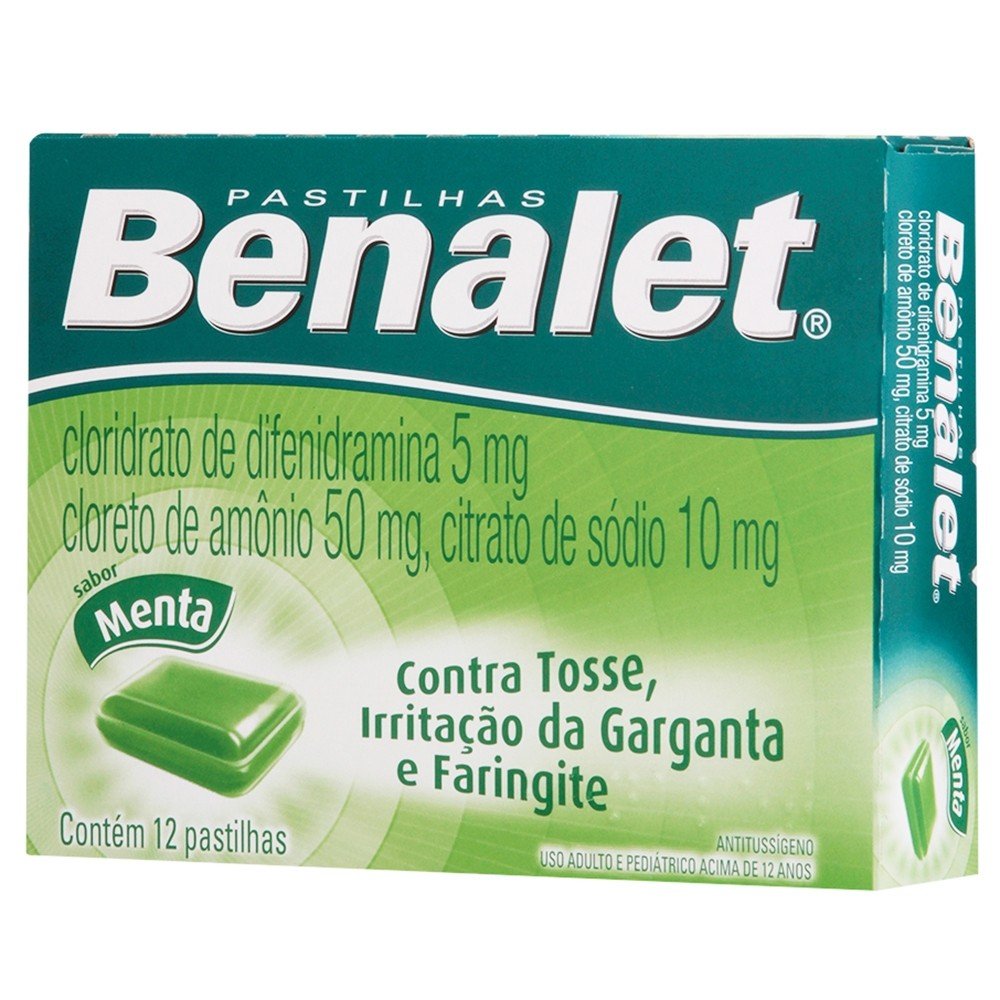 PASTILHAS
Benalet®
cloridrato de difenidramina 5 mg
cloreto de amônio 50 mg, citrato de sódio 10 mg
sabor
Menta
Contra Tosse,
Irritação da Garganta
e Faringite
Contém 12 pastilhas
ANTITUSSÍGENO
USO ADULTO E PEDIÁTRICO ACIMA DE 12 ANOS
PASTILHAS
Benalet®
cloridrato de difenidramina 5 mg
cloreto de amônio 50 mg, citrato de sódio 10 mg
sabor
Menta